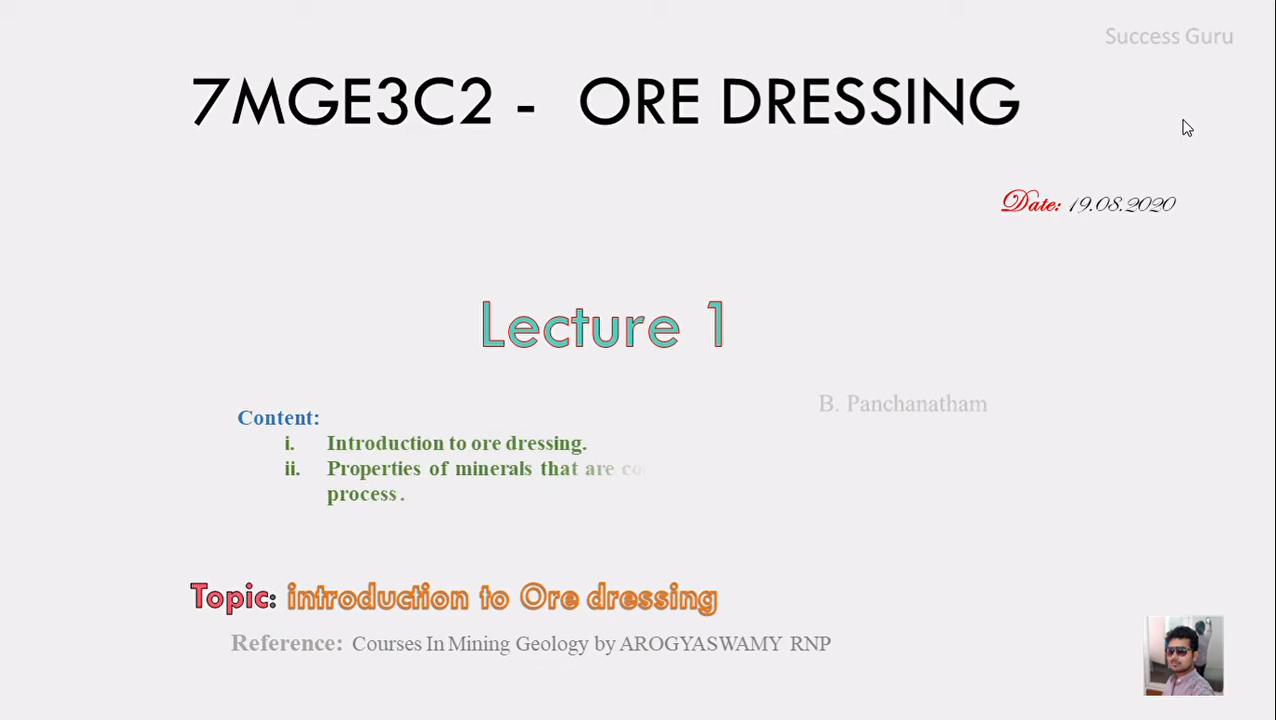 Success Guru
7MGE3C2 - ORE DRESSING
Date: 19.08.2020
Lecture 1
B. Panchanatham
Content:
i. Introduction to ore dressing.
ii. Properties of minerals that are
process.
Topic: introduction to Ore dressing
Reference: Courses In Mining Geology by AROGYASWAMY RNP